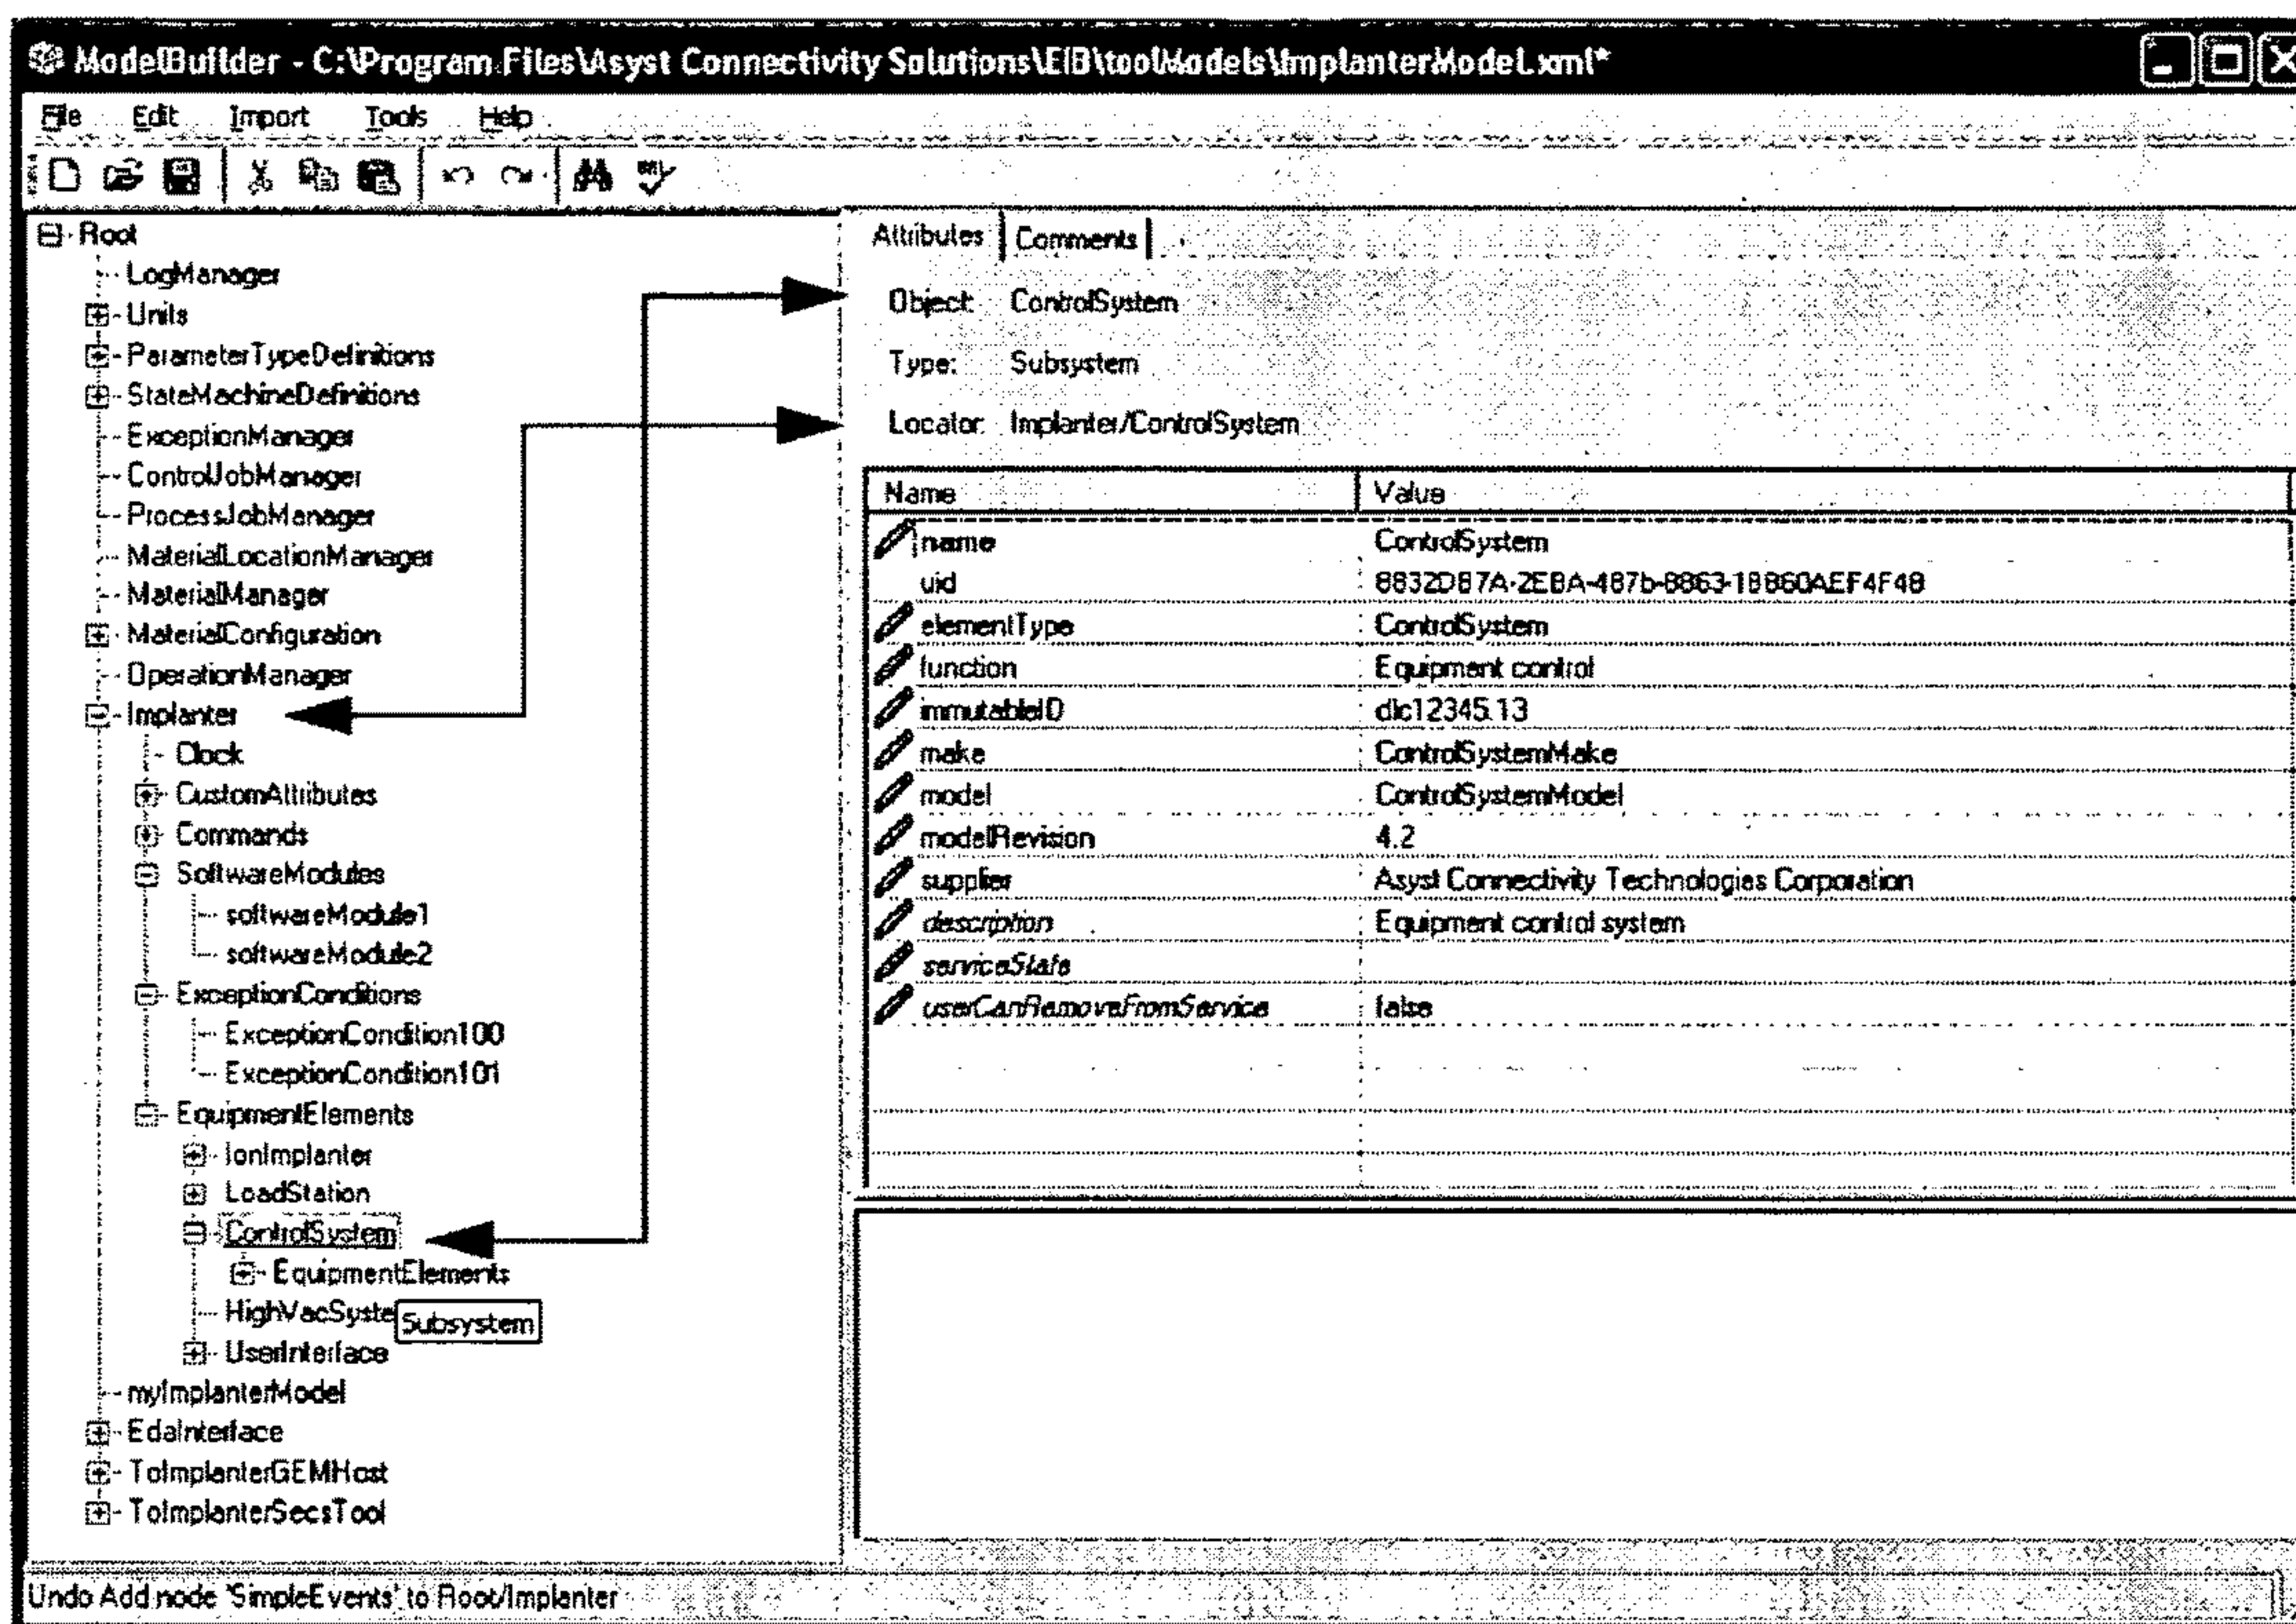 ModelBuilder - C:\Program Files\Asyst Connectivity Solutions\EIB\toolModels\ImplanterModel.xml*
File Edit Import Tools Help
Root
LogManager
Units
ParameterTypeDefinitions
StateMachineDefinitions
ExceptionManager
ControlJobManager
ProcessJobManager
MaterialLocationManager
MaterialManager
MaterialConfiguration
OperationManager
Implanter
Clock
CustomAttributes
Commands
SoftwareModules
softwareModule1
softwareModule2
ExceptionConditions
ExceptionCondition100
ExceptionCondition101
EquipmentElements
IonImplanter
LoadStation
ControlSystem
EquipmentElements
HighVacSyste
Subsystem
UserInterface
myImplanterModel
EdaInterface
ToImplanterGEMHost
ToImplanterSecsTool
Attributes Comments
Object: ControlSystem
Type: Subsystem
Locator: Implanter/ControlSystem
Name Value
name ControlSystem
uid
elementType ControlSystem
function Equipment control
immutableID dlc12345.13
make ControlSystemMake
model ControlSystemModel
modelRevision 4.2
supplier Asyst Connectivity Technologies Corporation
description Equipment control system
serviceState
userCanRemoveFromService false
Undo Add node 'SimpleEvents' to Root/Implanter